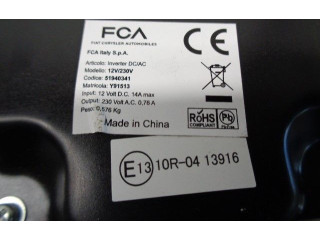 FCA
FIAT CHRYSLER AUTOMOBILES
FCA Italy S.p.A.
Articolo: Inverter DC/AC
Modello: 12V/230V
Codice: 51940341
Matricola: Y91513
Input: 12 Volt D.C. 14A max
Output: 230 Volt A.C. 0,76 A
Peso: 0,576 Kg
Made in China
CE
RoHS
COMPLIANT
Pb
E13 10R-04 13916